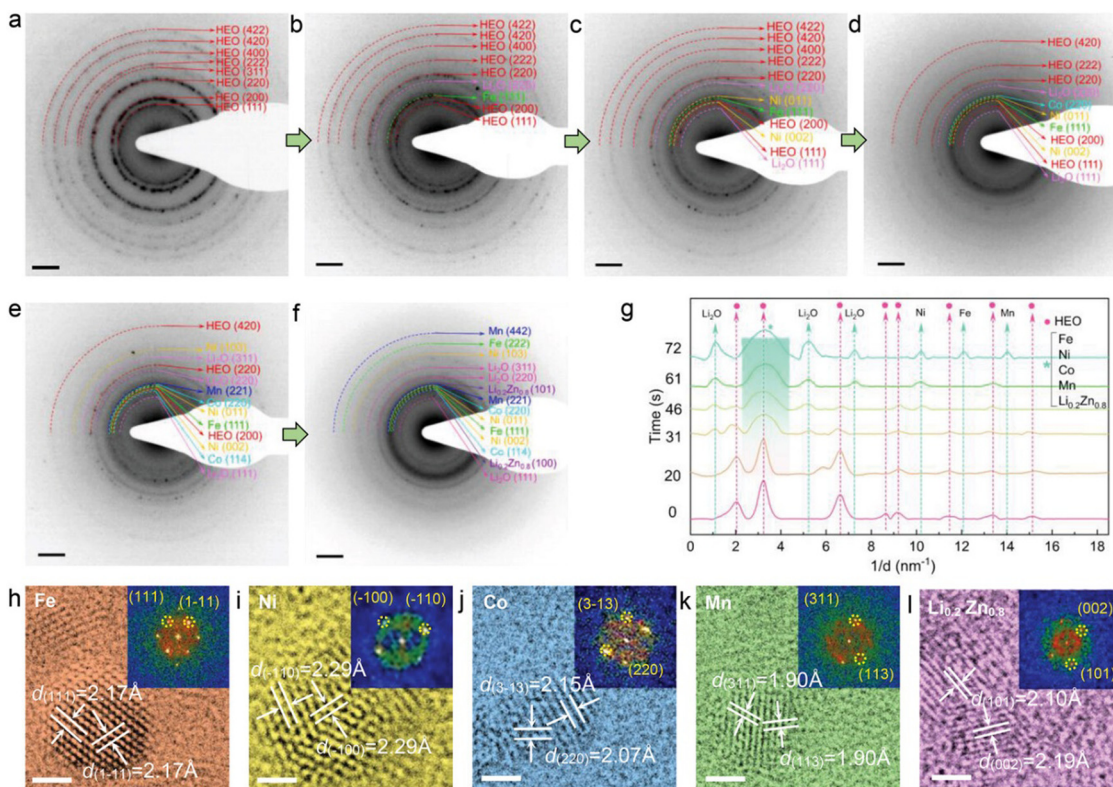 a
HEO (422)
HEO (420)
HEO (400)
HEO (222)
HEO (311)
HEO (220)
HEO (200)
HEO (111)
b
HEO (422)
HEO (420)
HEO (400)
HEO (222)
HEO (220)
HEO (200)
HEO (111)
c
HEO (422)
HEO (420)
HEO (400)
HEO (222)
HEO (220)
Ni (011)
Fe (111)
HEO (200)
Ni (002)
HEO (111)
Li₂O (111)
d
HEO (420)
HEO (222)
HEO (220)
Co (220)
Ni (011)
Fe (111)
HEO (200)
Ni (002)
HEO (111)
Li₂O (111)
e
HEO (420)
Li₂O (311)
HEO (220)
Mn (221)
Ni (011)
Fe (111)
HEO (200)
Ni (002)
Co (114)
Li₂O (111)
f
Mn (442)
Fe (222)
Ni (103)
Li₂O (311)
Li₂O (220)
Li₀.₂Zn₀.₈(101)
Mn (221)
Co (220)
Ni (011)
Fe (111)
Ni (002)
Co (114)
Li₀.₂Zn₀.₈(100)
Li₂O (111)
g
Li₂O
Li₂O
Li₂O
Ni
Fe
Mn
HEO
Fe
Ni
* Co
Mn
Li₀.₂Zn₀.₈
*
Time (s)
72
61
46
31
20
0
0 2 4 6 8 10 12 14 16 18
1/d (nm⁻¹)
h Fe
(111)
(1-11)
d(111)=2.17Å
d(1-11)=2.17Å
i Ni
(-100)
(-110)
d(-110)=2.29Å
d(-100)=2.29Å
j Co
(3-13)
(220)
d(3-13)=2.15Å
d(220)=2.07Å
k Mn
(311)
(113)
d(311)=1.90Å
d(113)=1.90Å
l Li₀.₂ Zn₀.₈
(002)
(101)
d(101)=2.10Å
d(002)=2.19Å